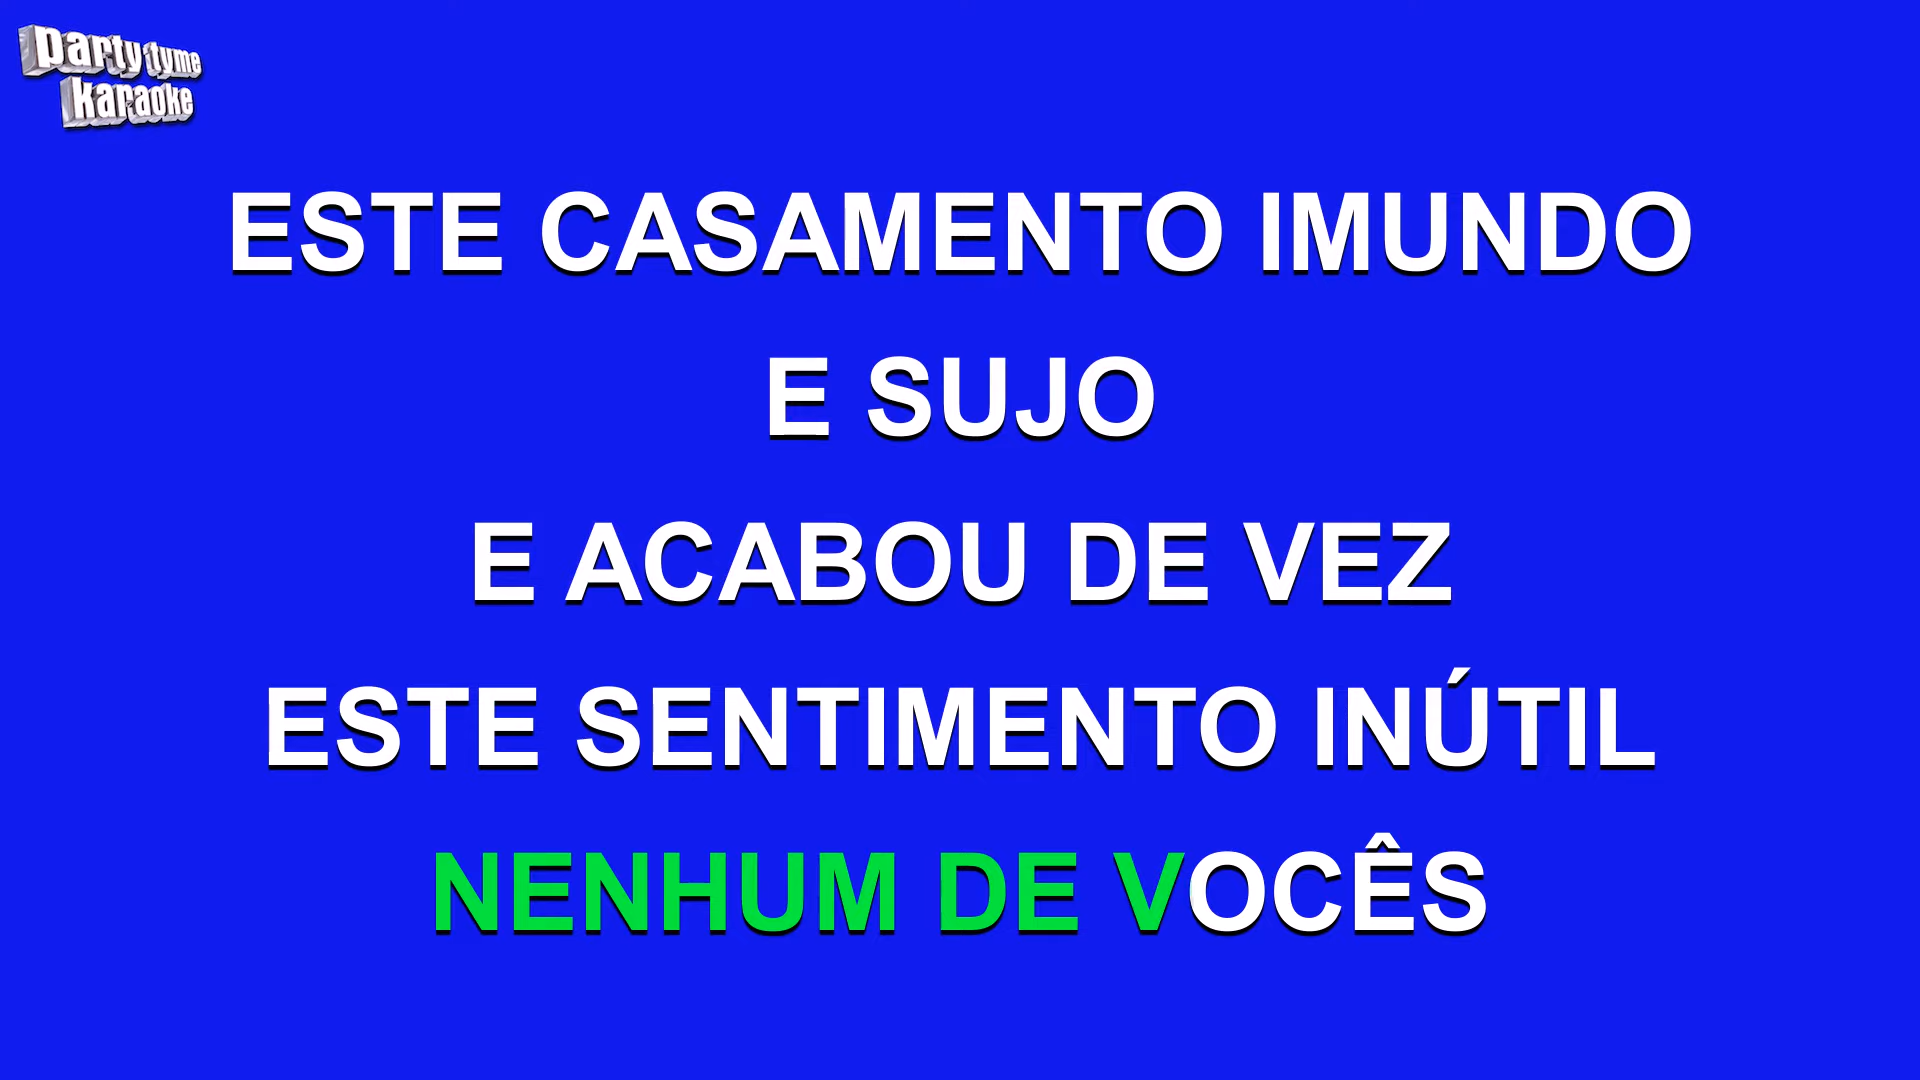 party tyme
karaoke
ESTE CASAMENTO IMUNDO
E SUJO
E ACABOU DE VEZ
ESTE SENTIMENTO INÚTIL
NENHUM DE VOCÊS